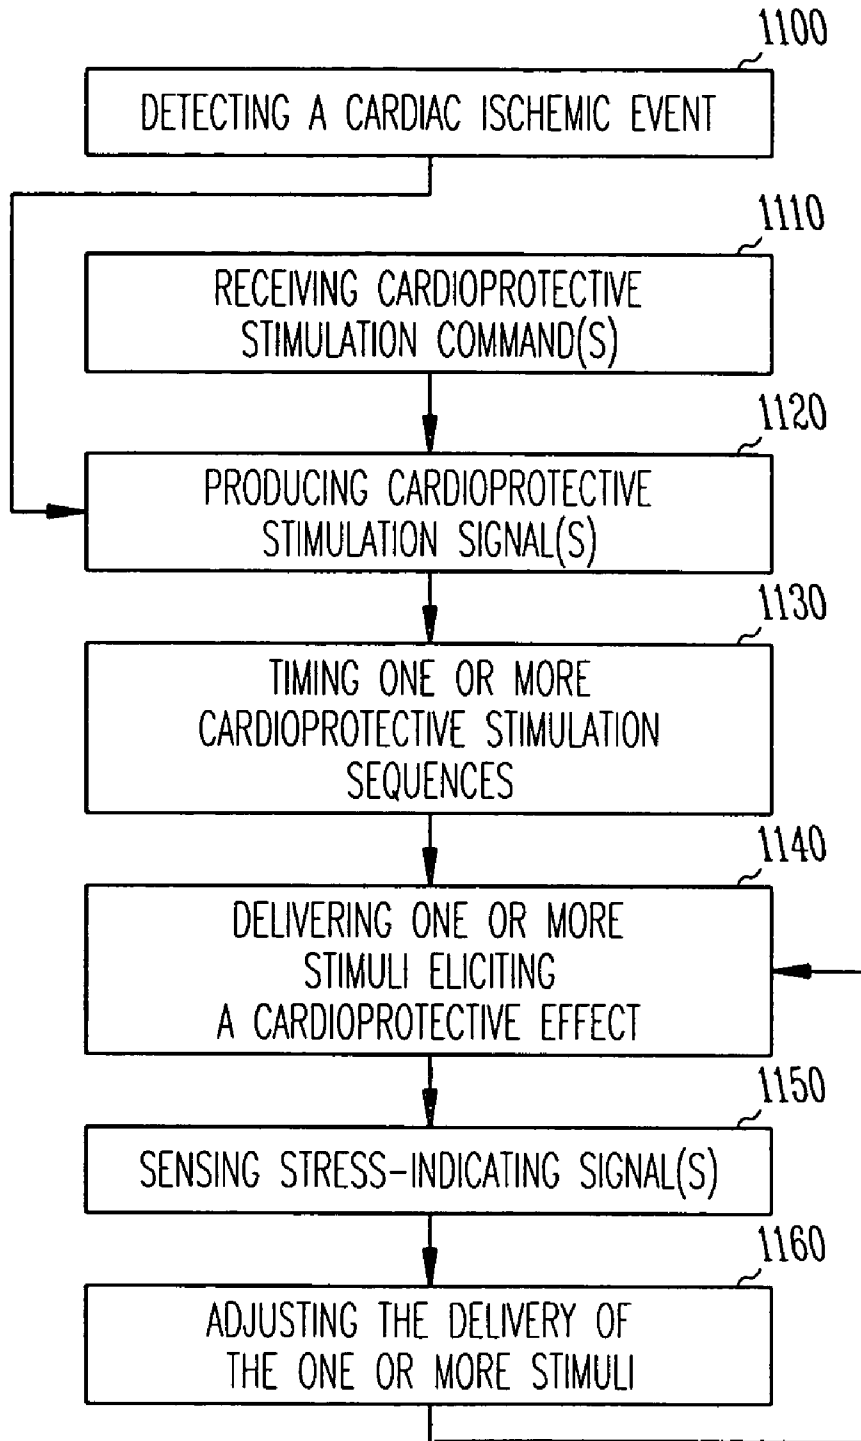 1100
DETECTING A CARDIAC ISCHEMIC EVENT
1110
RECEIVING CARDIOPROTECTIVE
STIMULATION COMMAND(S)
1120
PRODUCING CARDIOPROTECTIVE
STIMULATION SIGNAL(S)
1130
TIMING ONE OR MORE
CARDIOPROTECTIVE STIMULATION
SEQUENCES
1140
DELIVERING ONE OR MORE
STIMULI ELICITING
A CARDIOPROTECTIVE EFFECT
1150
SENSING STRESS-INDICATING SIGNAL(S)
1160
ADJUSTING THE DELIVERY OF
THE ONE OR MORE STIMULI